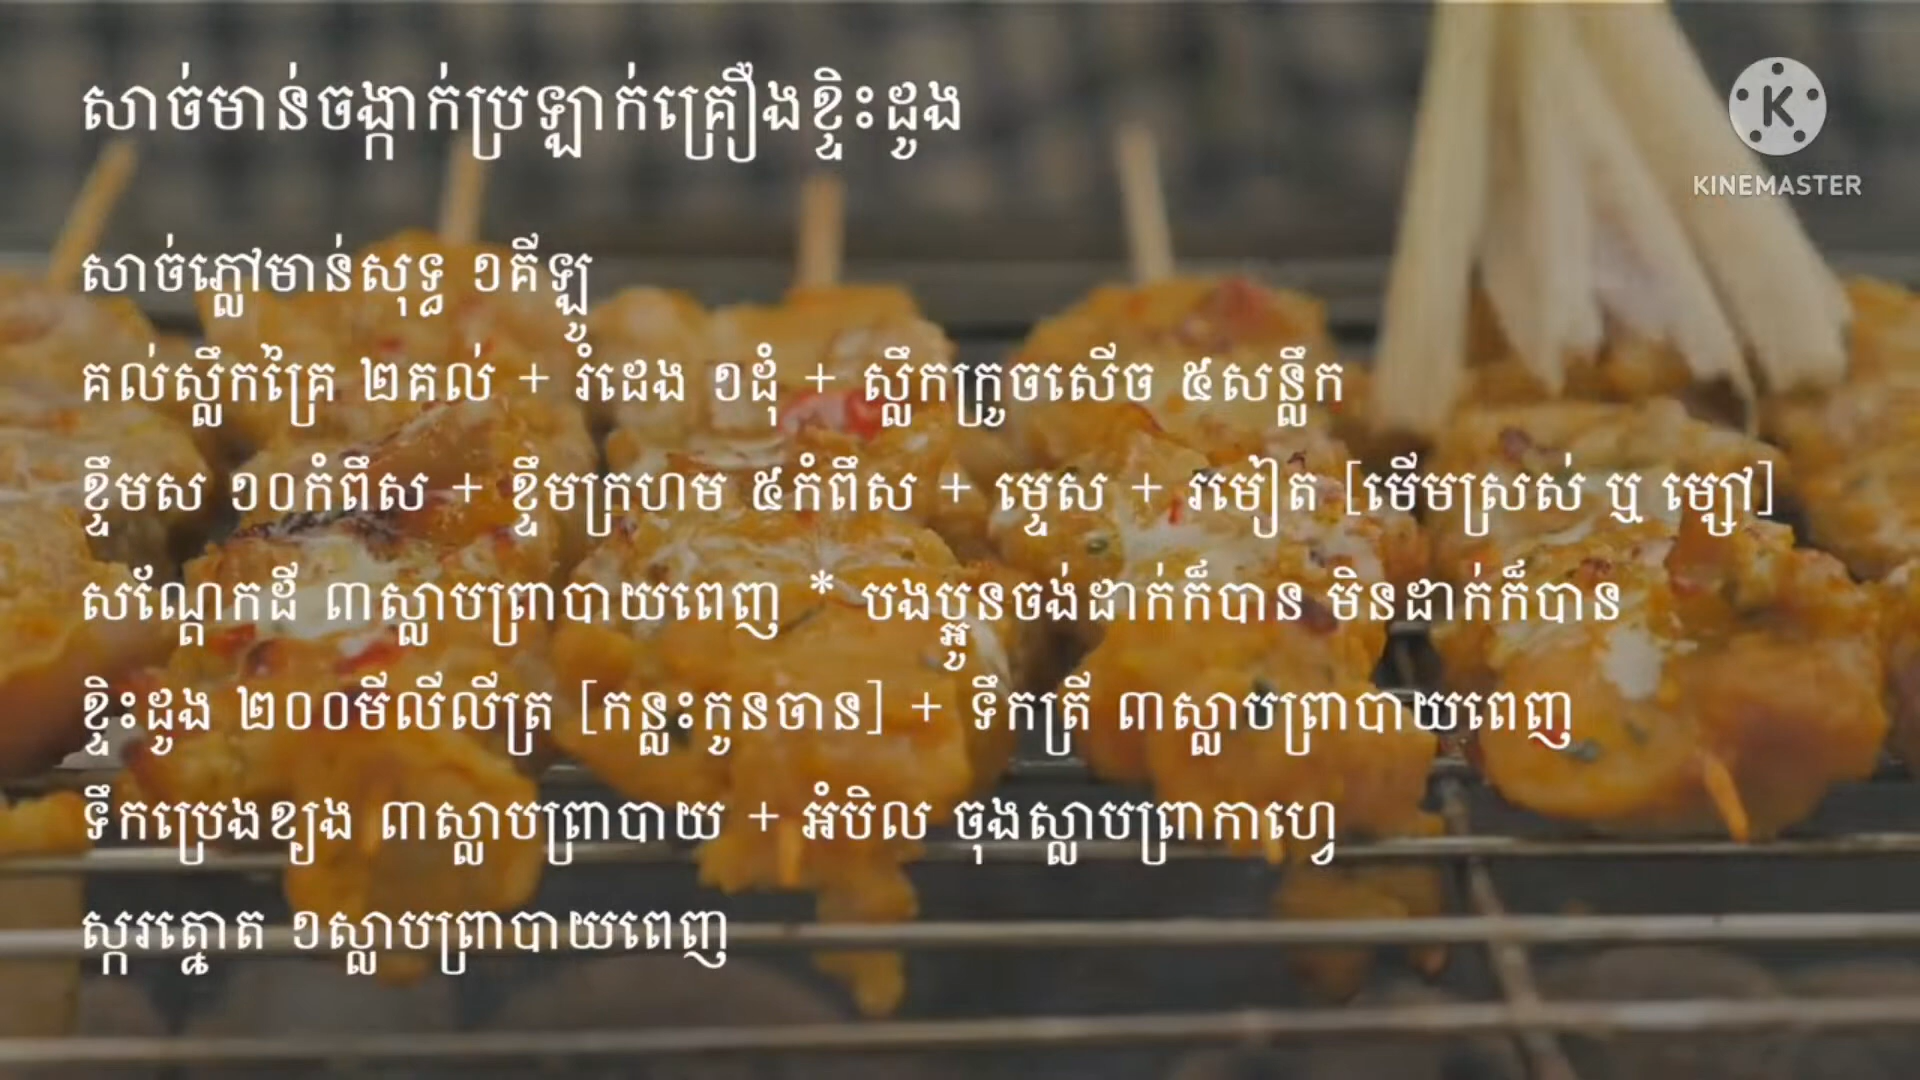 សាច់មាន់ចង្កាក់ប្រឡាក់គ្រឿងខ្ទិះដូង
KINEMASTER
សាច់ភ្លៅមាន់សុទ្ធ ១គីឡូ
គល់ស្លឹកគ្រៃ ២គល់ + រំដេង ១ដុំ + ស្លឹកក្រូចសើច ៥សន្លឹក
ខ្ទឹមស ១០កំពឹស + ខ្ទឹមក្រហម ៥កំពឹស + ម្ទេស + រមៀត [មើមស្រស់ ឬ ម្សៅ]
សណ្ដែកដី ៣ស្លាបព្រាបាយពេញ * បងប្អូនចង់ដាក់ក៏បាន មិនដាក់ក៏បាន
ខ្ទិះដូង ២០០មីលីលីត្រ [កន្លះកូនចាន] + ទឹកត្រី ៣ស្លាបព្រាបាយពេញ
ទឹកប្រេងខ្យង ៣ស្លាបព្រាបាយ + អំបិល ចុងស្លាបព្រាកាហ្វេ
ស្ករត្នោត ១ស្លាបព្រាបាយពេញ